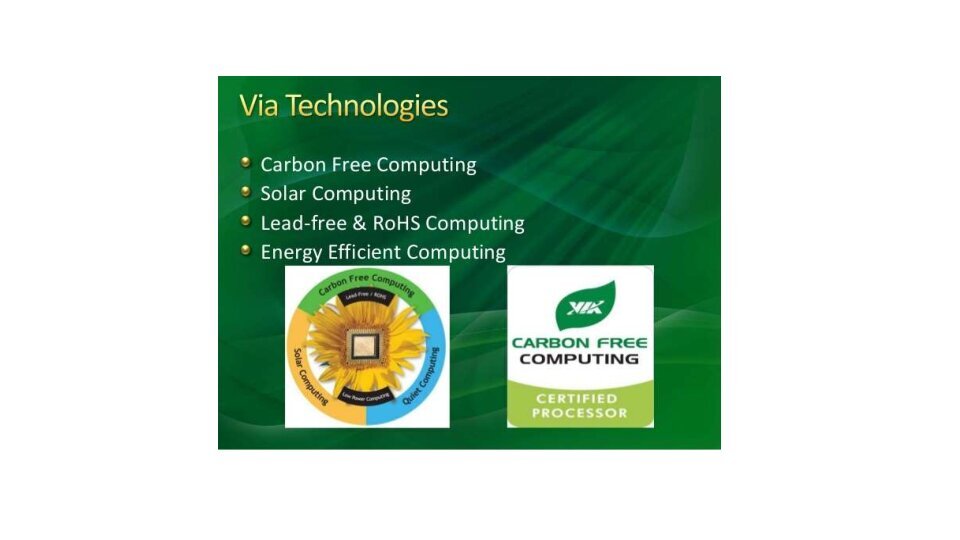 Via Technologies
Carbon Free Computing
Solar Computing
Lead-free & RoHS Computing
Energy Efficient Computing
Carbon Free Computing
Lead-Free / ROHS
Solar Computing
Quiet Computing
Low Power Computing
VIA
CARBON FREE
COMPUTING
CERTIFIED
PROCESSOR